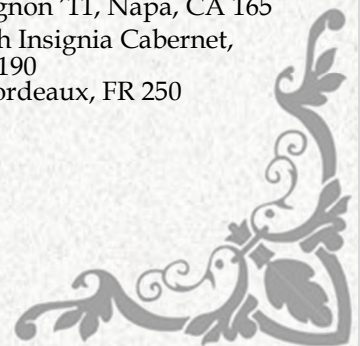 gnon '11, Napa, CA 165
h Insignia Cabernet,
190
ordeaux, FR 250